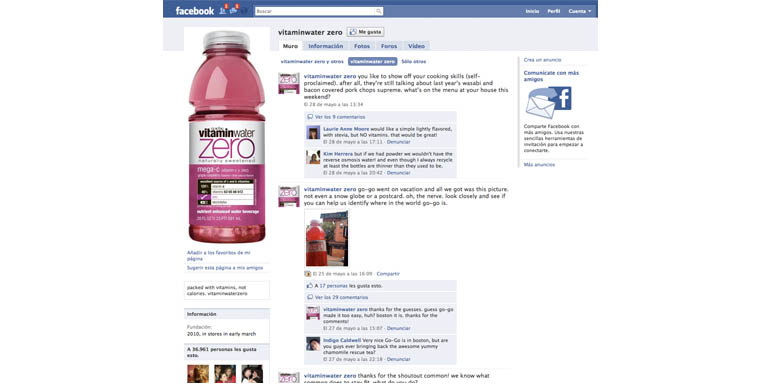 facebook
Buscar
Inicio Perfil Cuenta
vitaminwater zero Me gusta
Muro Información Fotos Foros Vídeo
vitaminwater zero y otros vitaminwater zero Sólo otros
vitaminwater zero you like to show off your cooking skills (self-
proclaimed). after all, they're still talking about last year's wasabi and
bacon covered pork chops supreme. what's on the menu at your house this
weekend?
El 28 de mayo a las 13:34
Ver los 9 comentarios
Laurie Anne Moore would like a simple lightly flavored,
with stevia, but NO vitamins. that would be great!
El 28 de mayo a las 17:11 · Denunciar
Kim Herrera but if we had powder we wouldn't have the
reverse osmosis water! and even though I always recycle
at least the bottles are thinner than they used to be.
El 28 de mayo a las 20:42 · Denunciar
vitaminwater zero go-go went on vacation and all we got was this picture.
not even a snow globe or a postcard. oh, the nerve. look closely and see if
you can help us identify where in the world go-go is.
El 25 de mayo a las 16:09 · Compartir
A 17 personas les gusta esto.
Ver los 29 comentarios
vitaminwater zero thanks for the guesses. guess go-go
made it too easy, huh? boston it is. thanks for the
comments!
El 27 de mayo a las 15:07 · Denunciar
Indigo Caldwell Very nice Go-Go is in boston, but are
you guys ever bringing back the awesome yummy
chamomile rescue tea?
El 27 de mayo a las 22:18 · Denunciar
vitaminwater zero thanks for the shoutout common! we know what
vitaminwater
zero
naturally sweetened
mega-c
nutrient enhanced water beverage
Añadir a los favoritos de mi
página
Sugerir esta página a mis amigos
packed with vitamins, not
calories. vitaminwaterzero
Información
Fundación:
2010, in stores in early march
A 36.961 personas les gusta
esto.
Crea un anuncio
Comunícate con más
amigos
Comparte Facebook con
más amigos. Usa nuestras
sencillas herramientas de
invitación para empezar a
conectarte.
Más anuncios